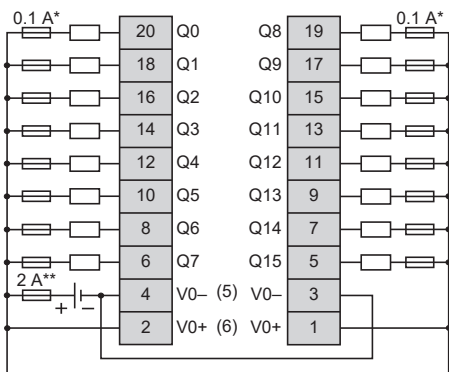 0.1 A* 20 Q0 Q8 19 0.1 A*
18 Q1 Q9 17
16 Q2 Q10 15
14 Q3 Q11 13
12 Q4 Q12 11
10 Q5 Q13 9
8 Q6 Q14 7
6 Q7 Q15 5
2 A** + – 4 V0– (5) V0– 3
2 V0+ (6) V0+ 1